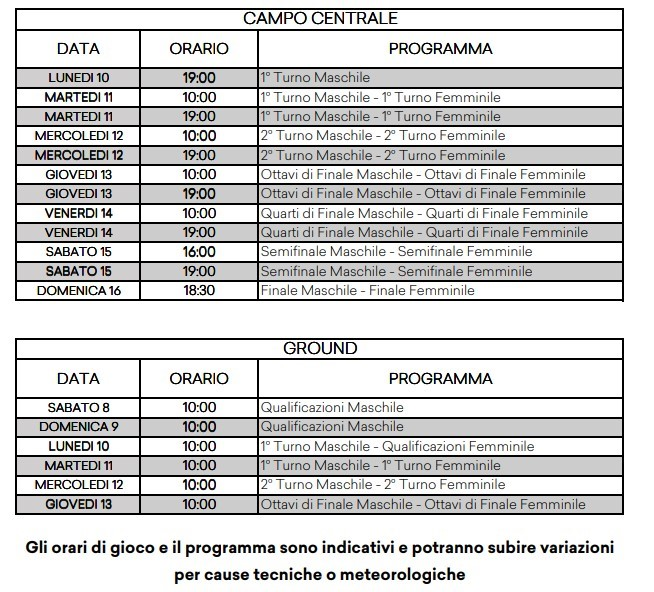 CAMPO CENTRALE
DATA ORARIO PROGRAMMA
LUNEDI 10 19:00 1° Turno Maschile
MARTEDI 11 10:00 1° Turno Maschile - 1° Turno Femminile
MARTEDI 11 19:00 1° Turno Maschile - 1° Turno Femminile
MERCOLEDI 12 10:00 2° Turno Maschile - 2° Turno Femminile
MERCOLEDI 12 19:00 2° Turno Maschile - 2° Turno Femminile
GIOVEDI 13 10:00 Ottavi di Finale Maschile - Ottavi di Finale Femminile
GIOVEDI 13 19:00 Ottavi di Finale Maschile - Ottavi di Finale Femminile
VENERDI 14 10:00 Quarti di Finale Maschile - Quarti di Finale Femminile
VENERDI 14 19:00 Quarti di Finale Maschile - Quarti di Finale Femminile
SABATO 15 16:00 Semifinale Maschile - Semifinale Femminile
SABATO 15 19:00 Semifinale Maschile - Semifinale Femminile
DOMENICA 16 18:30 Finale Maschile - Finale Femminile
GROUND
DATA ORARIO PROGRAMMA
SABATO 8 10:00 Qualificazioni Maschile
DOMENICA 9 10:00 Qualificazioni Maschile
LUNEDI 10 10:00 1° Turno Maschile - Qualificazioni Femminile
MARTEDI 11 10:00 1° Turno Maschile - 1° Turno Femminile
MERCOLEDI 12 10:00 2° Turno Maschile - 2° Turno Femminile
GIOVEDI 13 10:00 Ottavi di Finale Maschile - Ottavi di Finale Femminile
Gli orari di gioco e il programma sono indicativi e potranno subire variazioni
per cause tecniche o meteorologiche